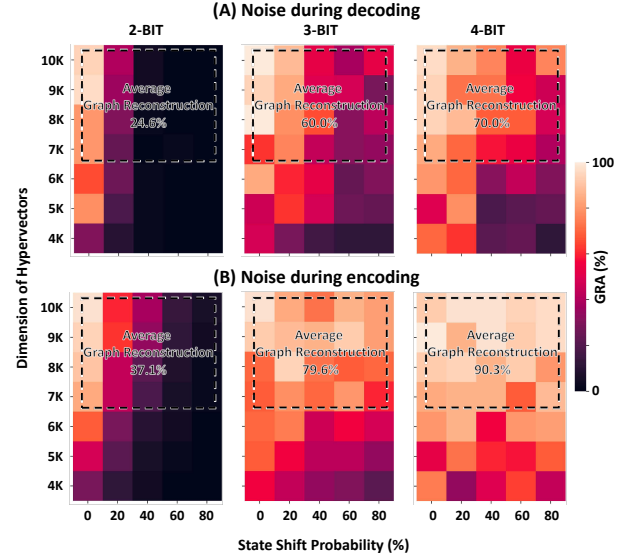 (A) Noise during decoding
2-BIT 3-BIT 4-BIT
10K
9K
8K
7K
6K
5K
4K
Average
Graph Reconstruction
24.6%
Average
Graph Reconstruction
60.0%
Average
Graph Reconstruction
70.0%
Dimension of Hypervectors
100
GRA (%)
0
(B) Noise during encoding
10K
9K
8K
7K
6K
5K
4K
Average
Graph Reconstruction
37.1%
Average
Graph Reconstruction
79.6%
Average
Graph Reconstruction
90.3%
0 20 40 60 80 0 20 40 60 80 0 20 40 60 80
State Shift Probability (%)